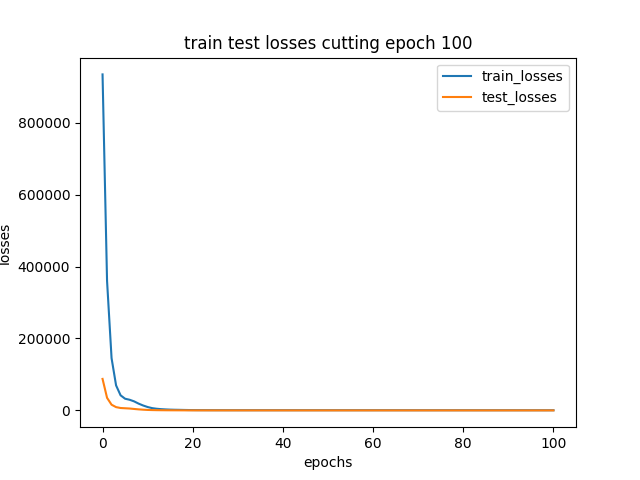 train test losses cutting epoch 100
train_losses
test_losses
800000
600000
400000
200000
0
losses
0 20 40 60 80 100
epochs